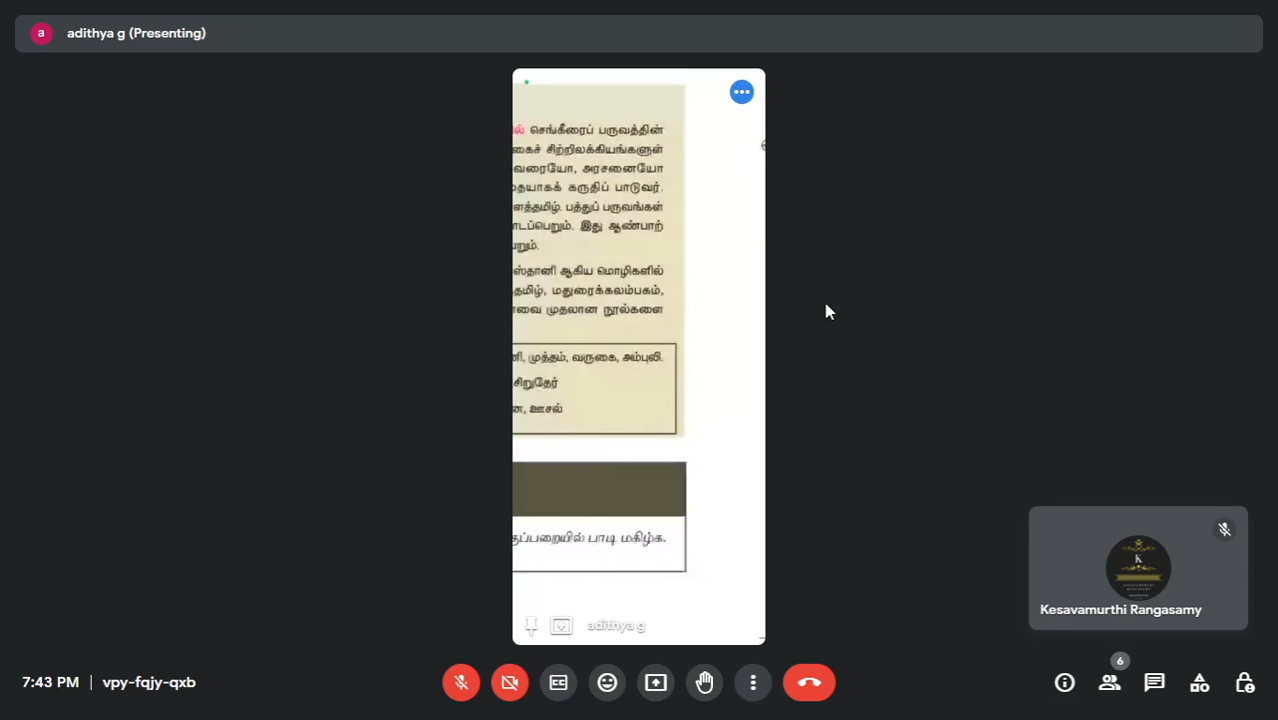 a adithya g (Presenting)
ல் செங்கீரைப் பருவத்தின்
கைச் சிற்றிலக்கியங்களுள்
வரையோ, அரசனையோ
தையாகக் கருதிப் பாடுவர்.
ளைத்தமிழ். பத்துப் பருவங்கள்
டப்பெறும். இது ஆண்பாற்
பறும்.
ஸ்தானி ஆகிய மொழிகளில்
தமிழ், மதுரைக்கலம்பகம்,
வை முதலான நூல்களை
னி, முத்தம், வருகை, அம்புலி.
சிறுதேர்
ன, ஊசல்
குப்பறையில் பாடி மகிழ்க.
adithya g
K
Kesavamurthi Rangasamy
7:43 PM | vpy-fqjy-qxb
6